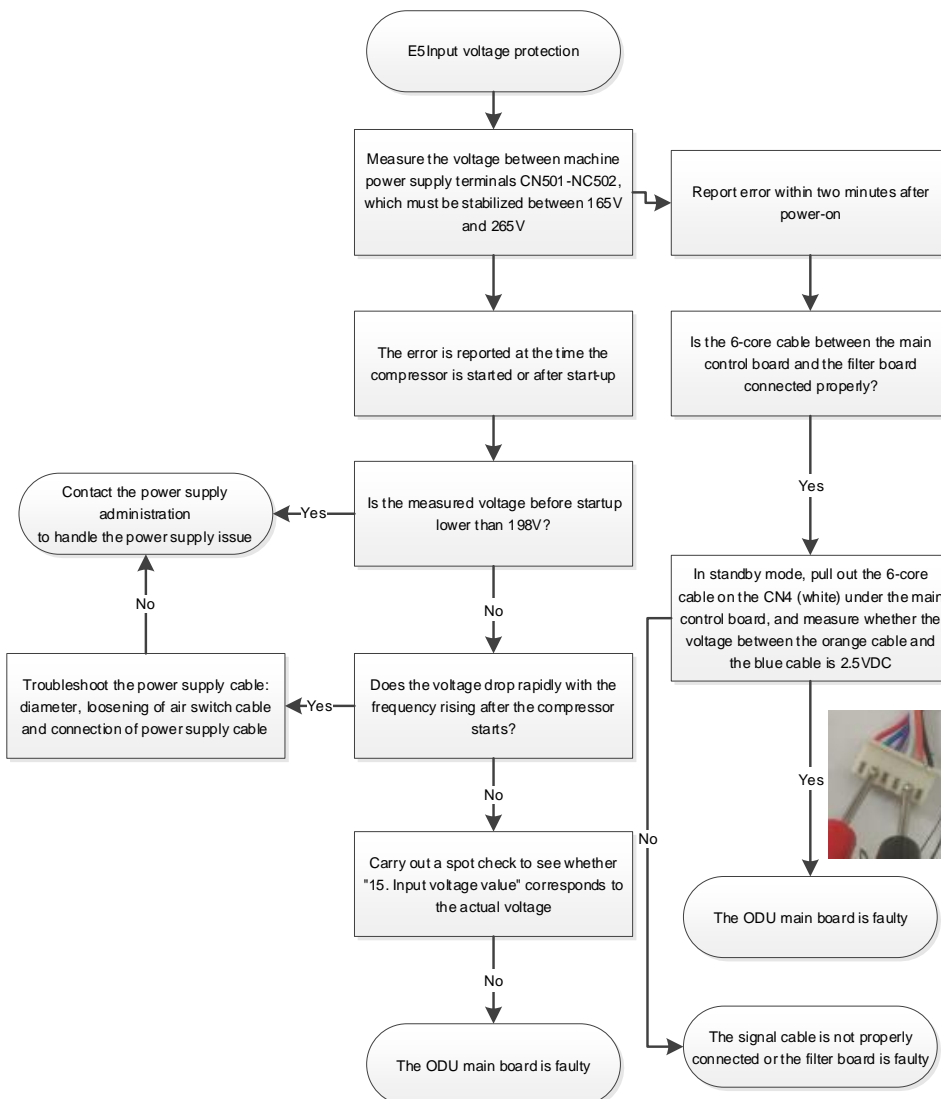 E5Input voltage protection
Measure the voltage between machine
power supply terminals CN501-NC502,
which must be stabilized between 165V
and 265V
Report error within two minutes after
power-on
The error is reported at the time the
compressor is started or after start-up
Is the 6-core cable between the main
control board and the filter board
connected properly?
Contact the power supply
administration
to handle the power supply issue
Yes
Is the measured voltage before startup
lower than 198V?
Yes
No
No
In standby mode, pull out the 6-core
cable on the CN4 (white) under the main
control board, and measure whether the
voltage between the orange cable and
the blue cable is 2.5VDC
Troubleshoot the power supply cable:
diameter, loosening of air switch cable
and connection of power supply cable
Yes
Does the voltage drop rapidly with the
frequency rising after the compressor
starts?
No
Yes
No
Carry out a spot check to see whether
"15. Input voltage value" corresponds to
the actual voltage
The ODU main board is faulty
No
The ODU main board is faulty
The signal cable is not properly
connected or the filter board is faulty